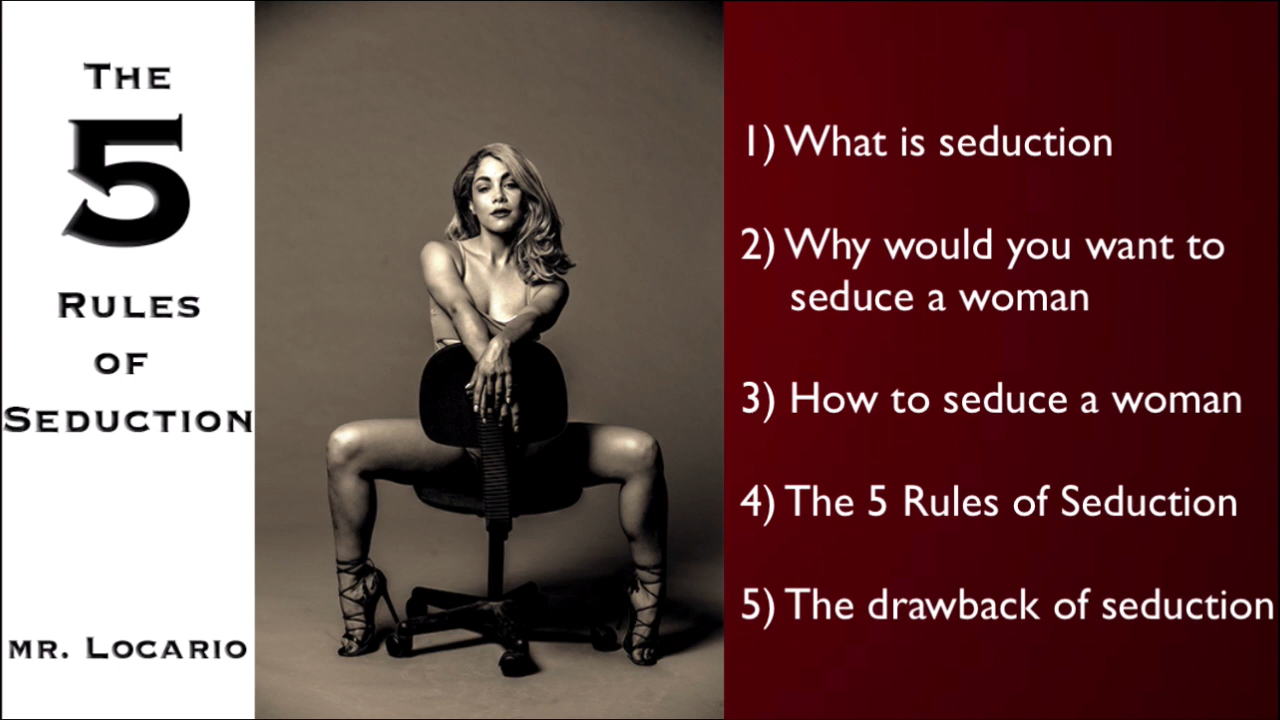 The
5
Rules
of
Seduction
mr. Locario
1) What is seduction
2) Why would you want to
seduce a woman
3) How to seduce a woman
4) The 5 Rules of Seduction
5) The drawback of seduction